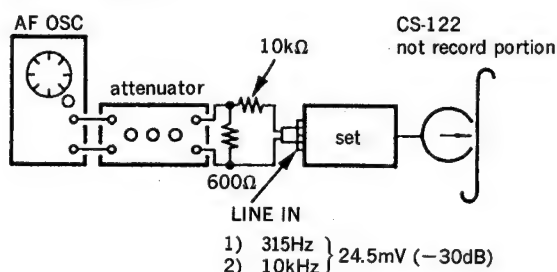 AF OSC
attenuator
10kΩ
600Ω
LINE IN
set
CS-122
not record portion
1) 315Hz
2) 10kHz } 24.5mV (−30dB)